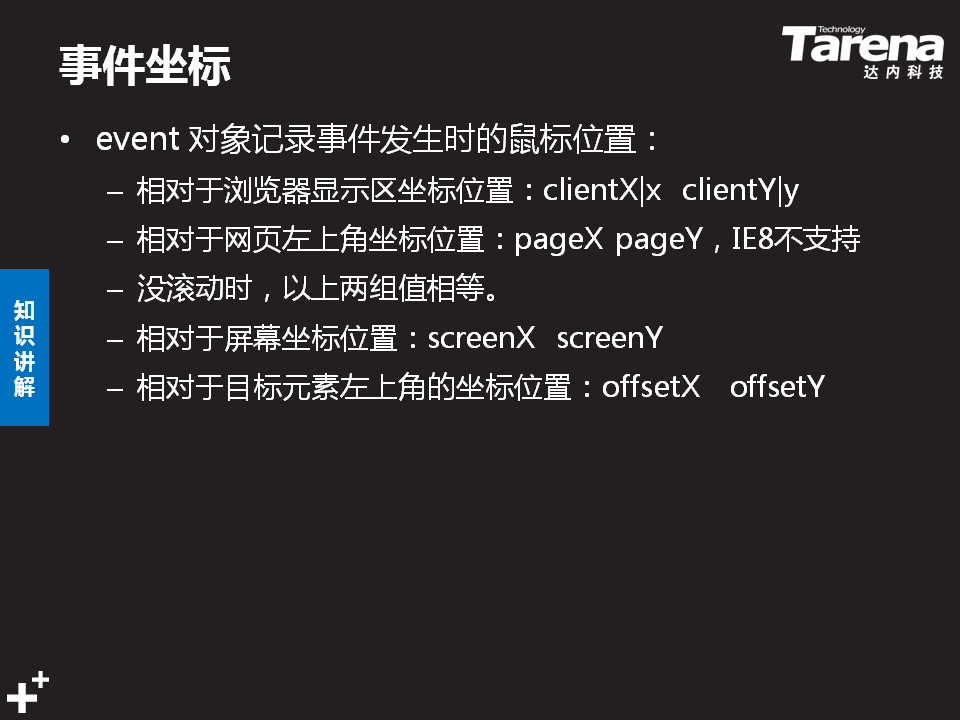 事件坐标
Technology
Tarena
达内科技
• event 对象记录事件发生时的鼠标位置：
– 相对于浏览器显示区坐标位置：clientX|x clientY|y
– 相对于网页左上角坐标位置：pageX pageY，IE8不支持
– 没滚动时，以上两组值相等。
– 相对于屏幕坐标位置：screenX screenY
– 相对于目标元素左上角的坐标位置：offsetX offsetY
知识讲解